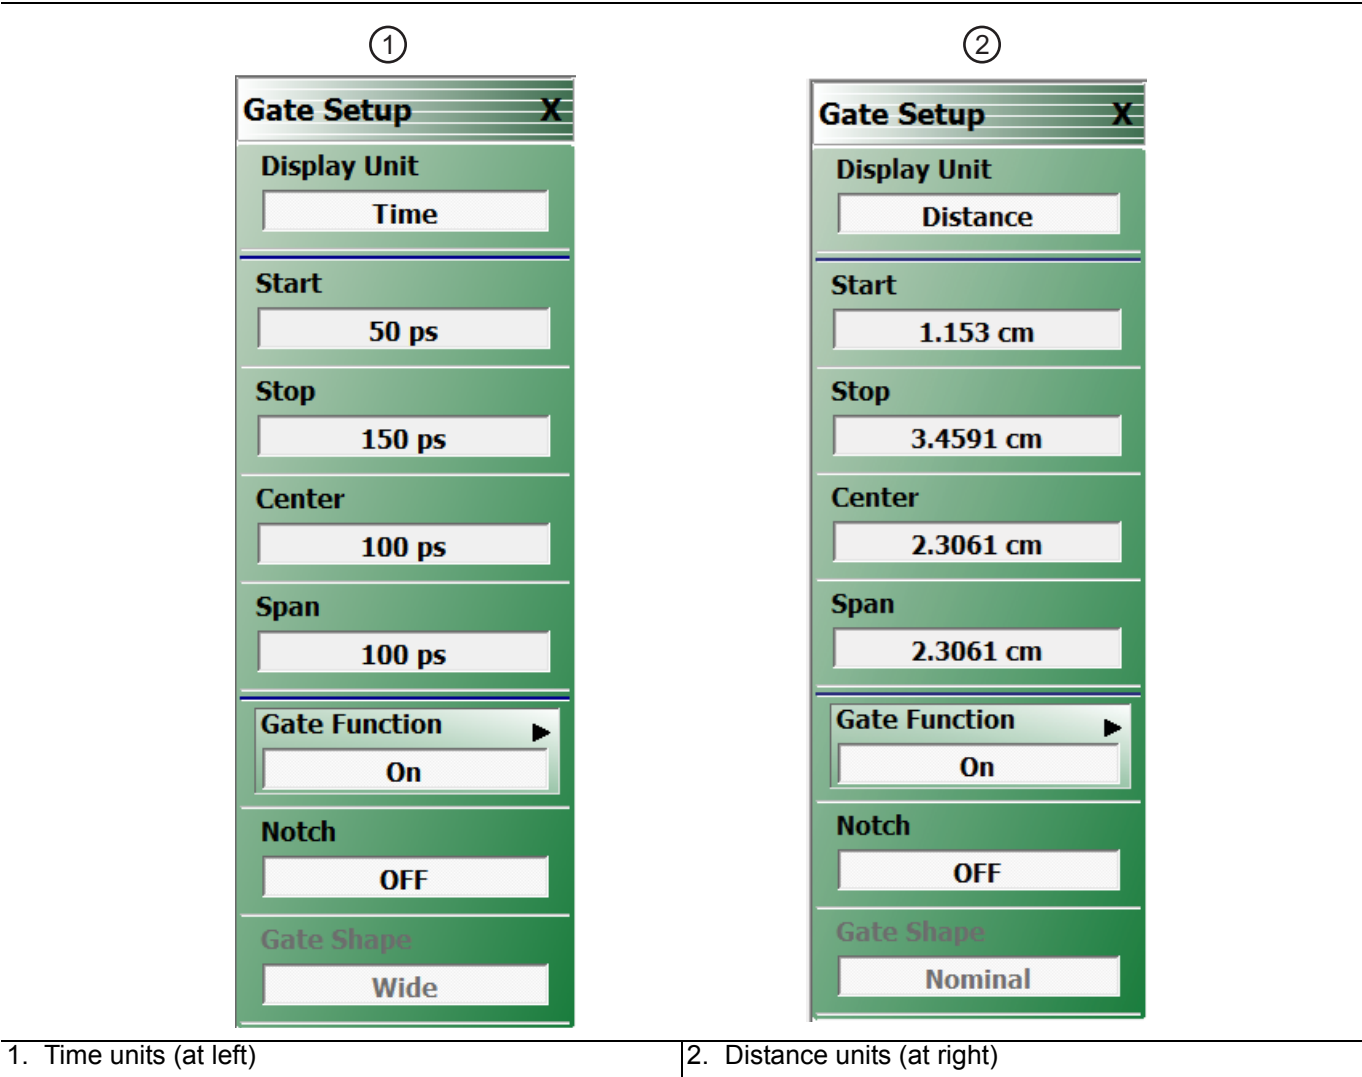 1
Gate Setup X
Display Unit
Time
Start
50 ps
Stop
150 ps
Center
100 ps
Span
100 ps
Gate Function
On
Notch
OFF
Gate Shape
Wide
2
Gate Setup X
Display Unit
Distance
Start
1.153 cm
Stop
3.4591 cm
Center
2.3061 cm
Span
2.3061 cm
Gate Function
On
Notch
OFF
Gate Shape
Nominal
1. Time units (at left)
2. Distance units (at right)